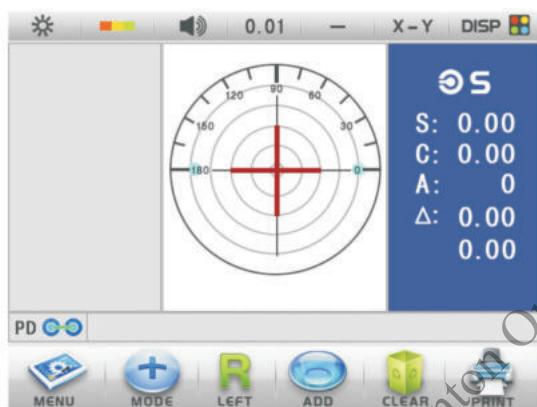 0.01 — X-Y DISP
120 90 60
150 30
180 0
S
S: 0.00
C: 0.00
A: 0
Δ: 0.00
0.00
PD
R
MENU MODE LEFT ADD CLEAR PRINT